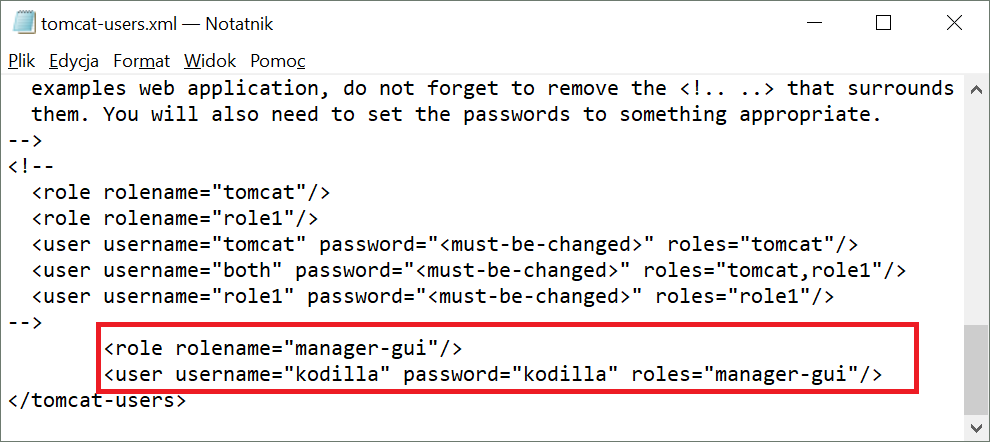 tomcat-users.xml — Notatnik
Plik Edycja Format Widok Pomoc
examples web application, do not forget to remove the <!.. ..> that surrounds
them. You will also need to set the passwords to something appropriate.
-->
<!--
<role rolename="tomcat"/>
<role rolename="role1"/>
<user username="tomcat" password="<must-be-changed>" roles="tomcat"/>
<user username="both" password="<must-be-changed>" roles="tomcat,role1"/>
<user username="role1" password="<must-be-changed>" roles="role1"/>
-->
<role rolename="manager-gui"/>
<user username="kodilla" password="kodilla" roles="manager-gui"/>
</tomcat-users>